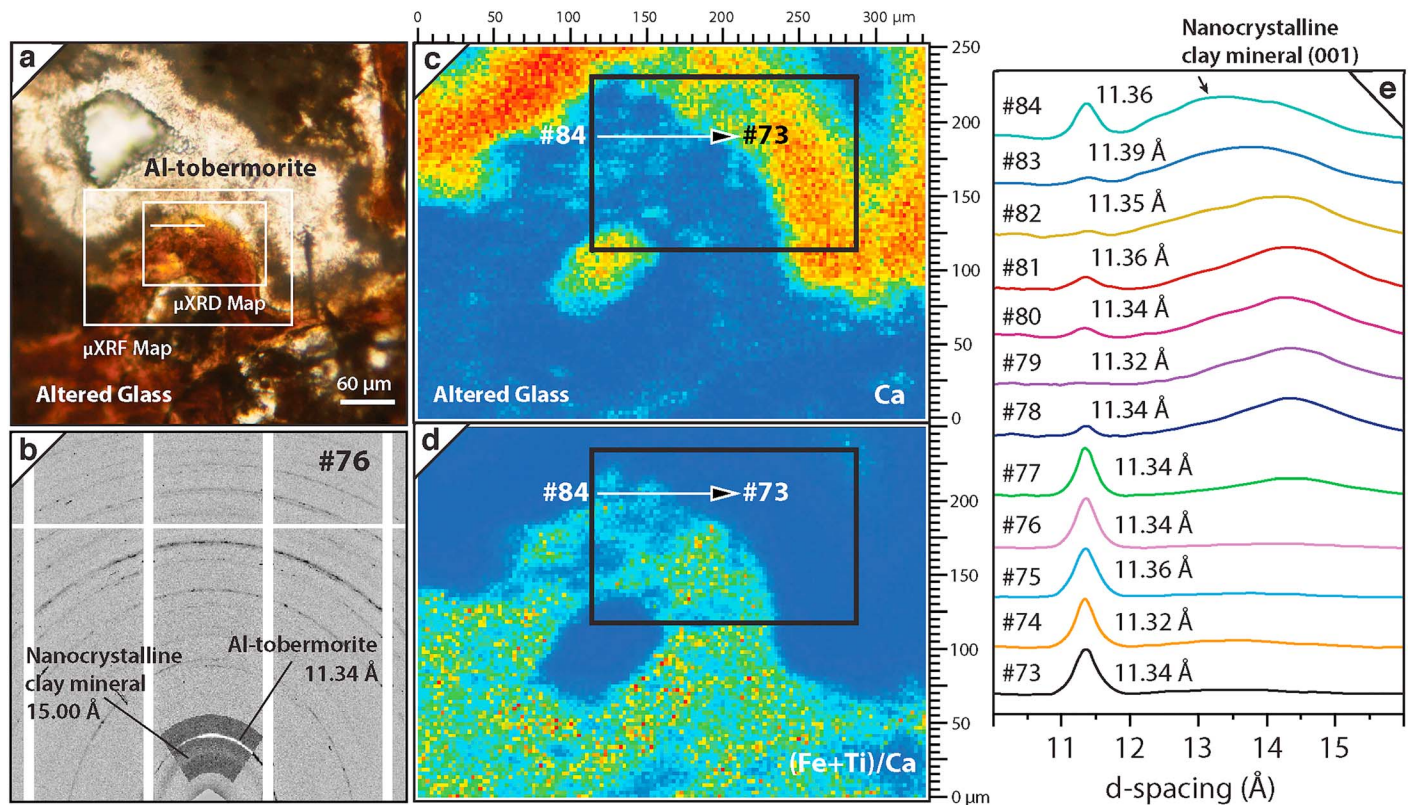 a
Al-tobermorite
µXRD Map
µXRF Map
Altered Glass
60 µm
b
#76
Nanocrystalline
clay mineral
15.00 Å
Al-tobermorite
11.34 Å
0 50 100 150 200 250 300 µm
c
#84
#73
Altered Glass
Ca
250
200
150
100
50
0
d
#84
#73
(Fe+Ti)/Ca
200
150
100
50
0 µm
Nanocrystalline
clay mineral (001)
e
#84 11.36
#83 11.39 Å
#82 11.35 Å
#81 11.36 Å
#80 11.34 Å
#79 11.32 Å
#78 11.34 Å
#77 11.34 Å
#76 11.34 Å
#75 11.36 Å
#74 11.32 Å
#73 11.34 Å
11 12 13 14 15
d-spacing (Å)